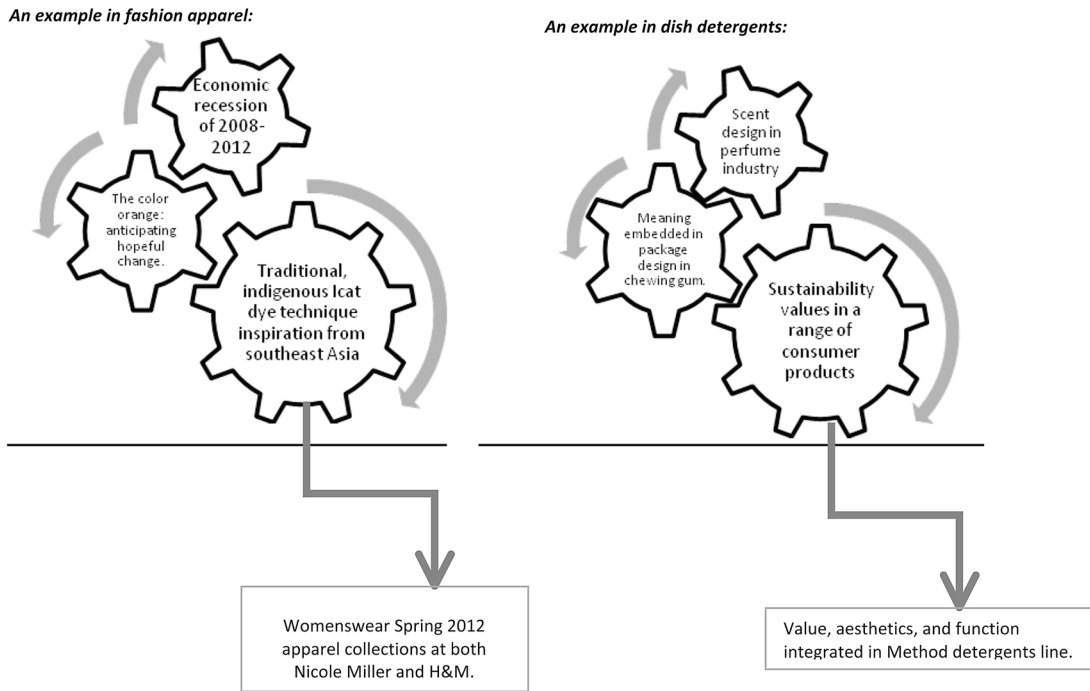 An example in fashion apparel:
Economic
recession
of 2008-
2012
The color
orange:
anticipating
hopeful
change.
Traditional,
indigenous Icat
dye technique
inspiration from
southeast Asia
Womenswear Spring 2012
apparel collections at both
Nicole Miller and H&M.
An example in dish detergents:
Scent
design in
perfume
industry
Meaning
embedded in
package
design in
chewing gum.
Sustainability
values in a
range of
consumer
products
Value, aesthetics, and function
integrated in Method detergents line.